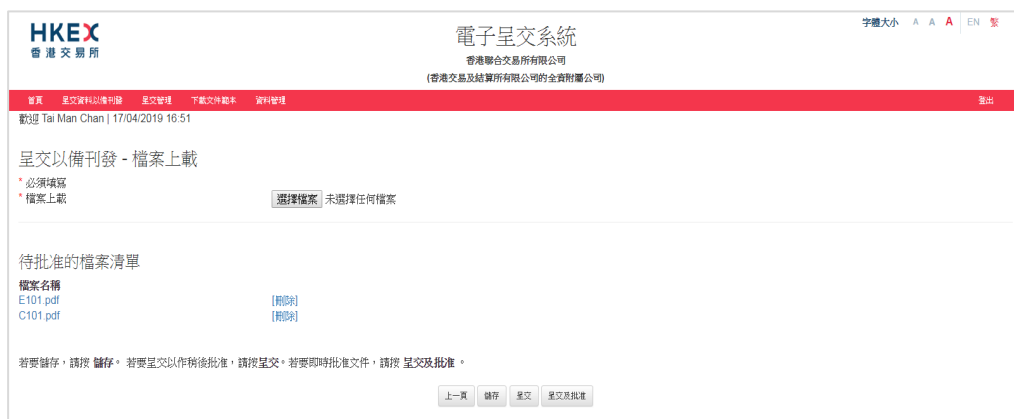 HKEX
香港交易所
字體大小 A A A EN 繁
電子呈交系統
香港聯合交易所有限公司
(香港交易及結算所有限公司的全資附屬公司)
首頁 呈交資料以備刊發 呈交管理 下載文件範本 資料管理 登出
歡迎 Tai Man Chan | 17/04/2019 16:51
呈交以備刊發 - 檔案上載
* 必須填寫
* 檔案上載 選擇檔案 未選擇任何檔案
待批准的檔案清單
檔案名稱
E101.pdf [刪除]
C101.pdf [刪除]
若要儲存，請按 儲存。 若要呈交以作稍後批准，請按呈交。若要即時批准文件，請按 呈交及批准 。
上一頁 儲存 呈交 呈交及批准